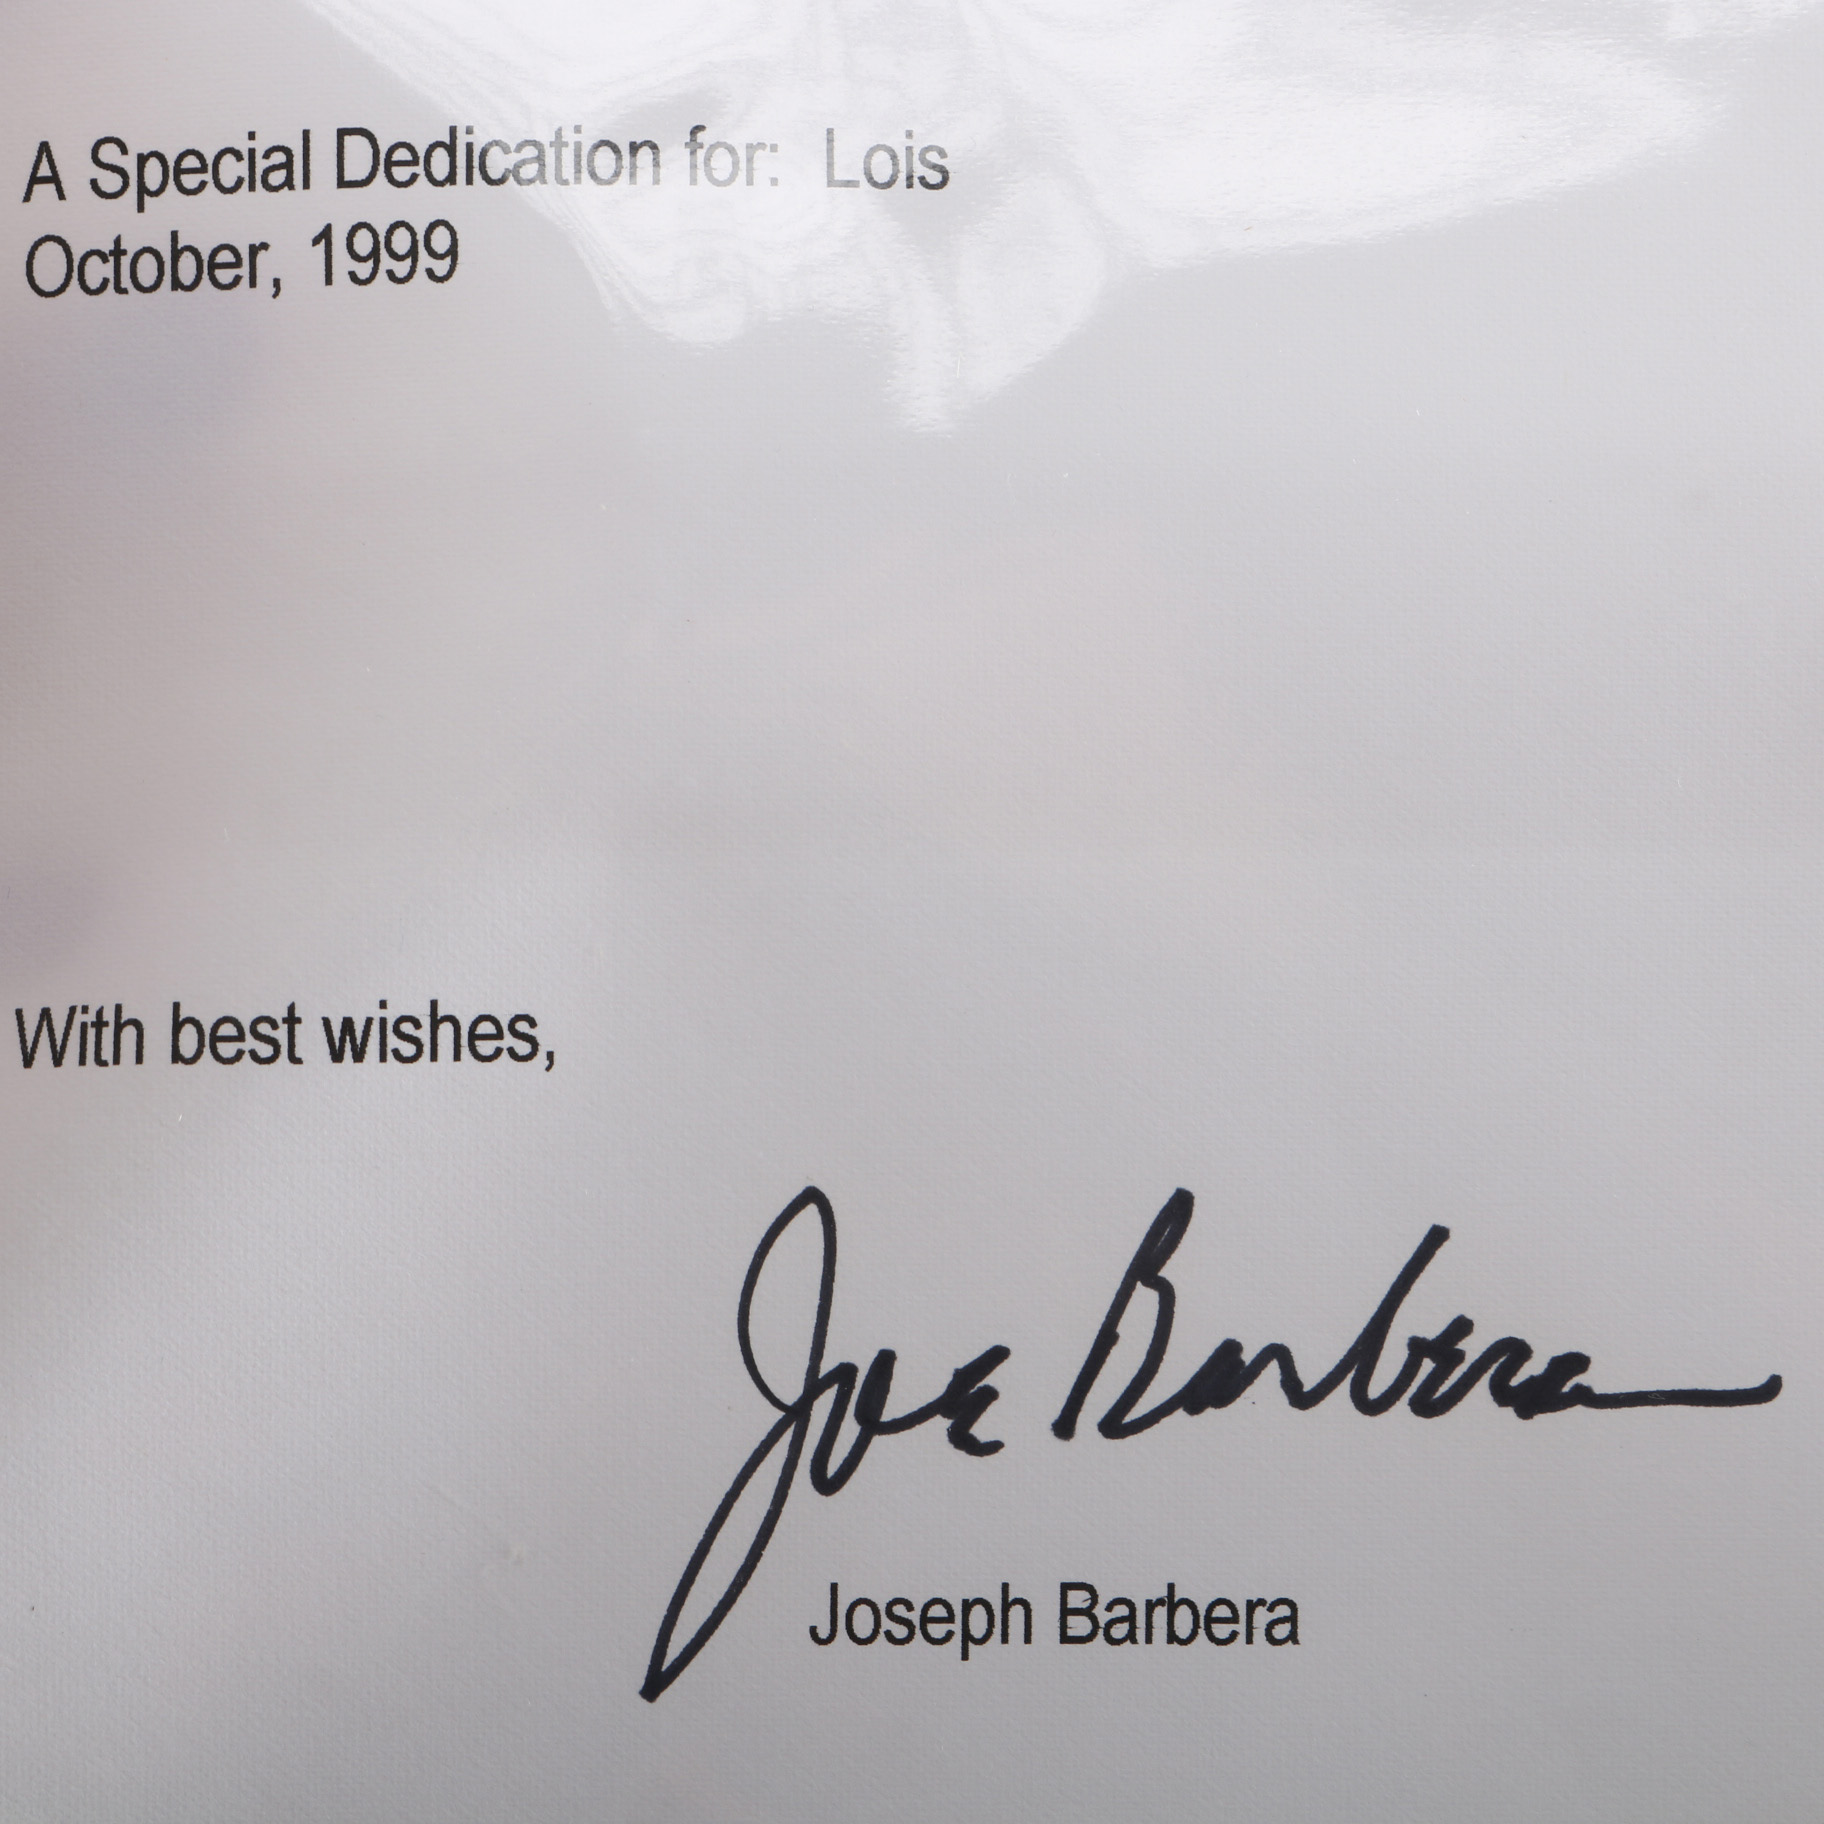 A Special Dedication for: Lois
October, 1999
With best wishes,
Joe Barbera
Joseph Barbera